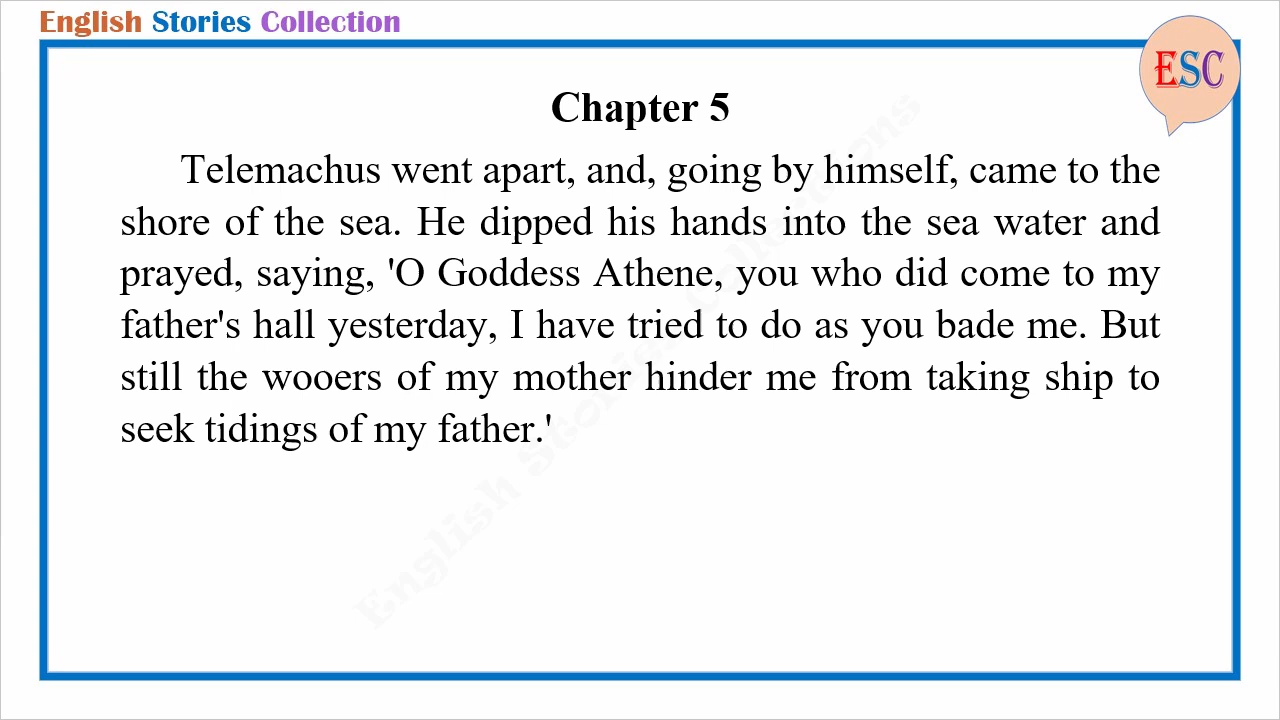 English Stories Collection
ESC
Chapter 5
Telemachus went apart, and, going by himself, came to the
shore of the sea. He dipped his hands into the sea water and
prayed, saying, 'O Goddess Athene, you who did come to my
father's hall yesterday, I have tried to do as you bade me. But
still the wooers of my mother hinder me from taking ship to
seek tidings of my father.'
English Stories Collections